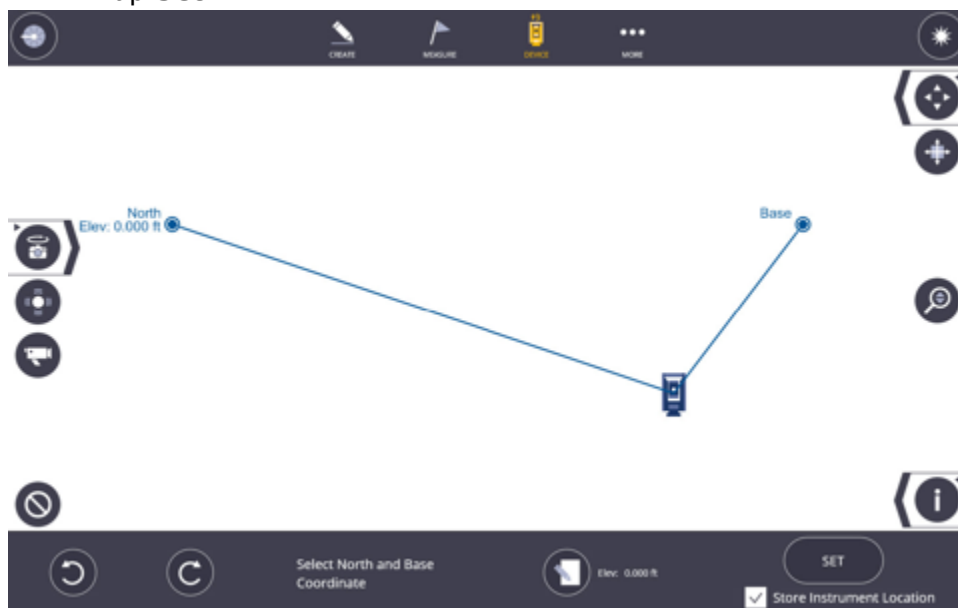 CREATE
MEASURE
DEVICE
MORE
North
Elev: 0.000 ft
Base
Select North and Base
Coordinate
Elev: 0.000 ft
SET
Store Instrument Location